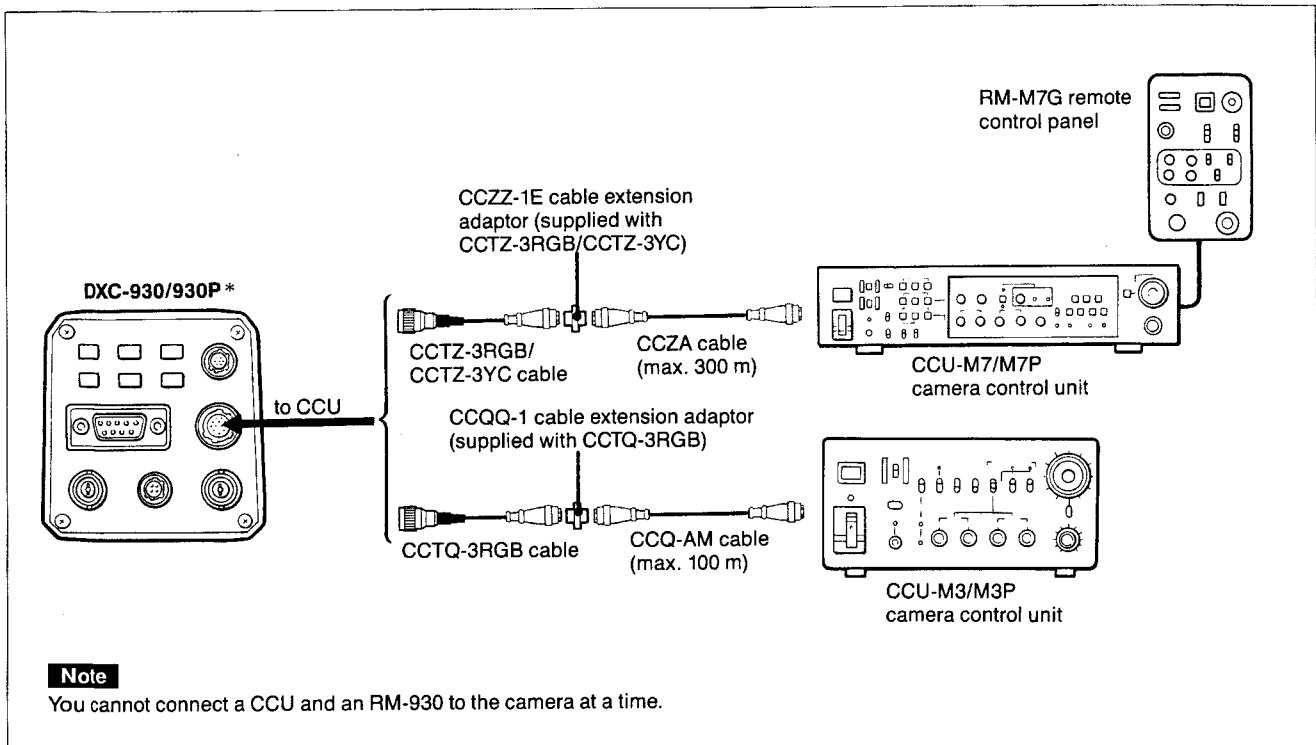 RM-M7G remote
control panel
CCZZ-1E cable extension
adaptor (supplied with
CCTZ-3RGB/CCTZ-3YC)
DXC-930/930P *
CCTZ-3RGB/
CCTZ-3YC cable
CCZA cable
(max. 300 m)
CCU-M7/M7P
camera control unit
to CCU
CCQQ-1 cable extension adaptor
(supplied with CCTQ-3RGB)
CCTQ-3RGB cable
CCQ-AM cable
(max. 100 m)
CCU-M3/M3P
camera control unit
Note
You cannot connect a CCU and an RM-930 to the camera at a time.